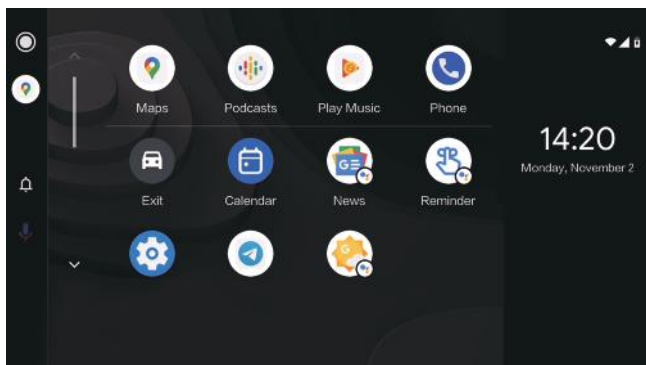 Maps Podcasts Play Music Phone
Exit Calendar News Reminder
14:20
Monday, November 2